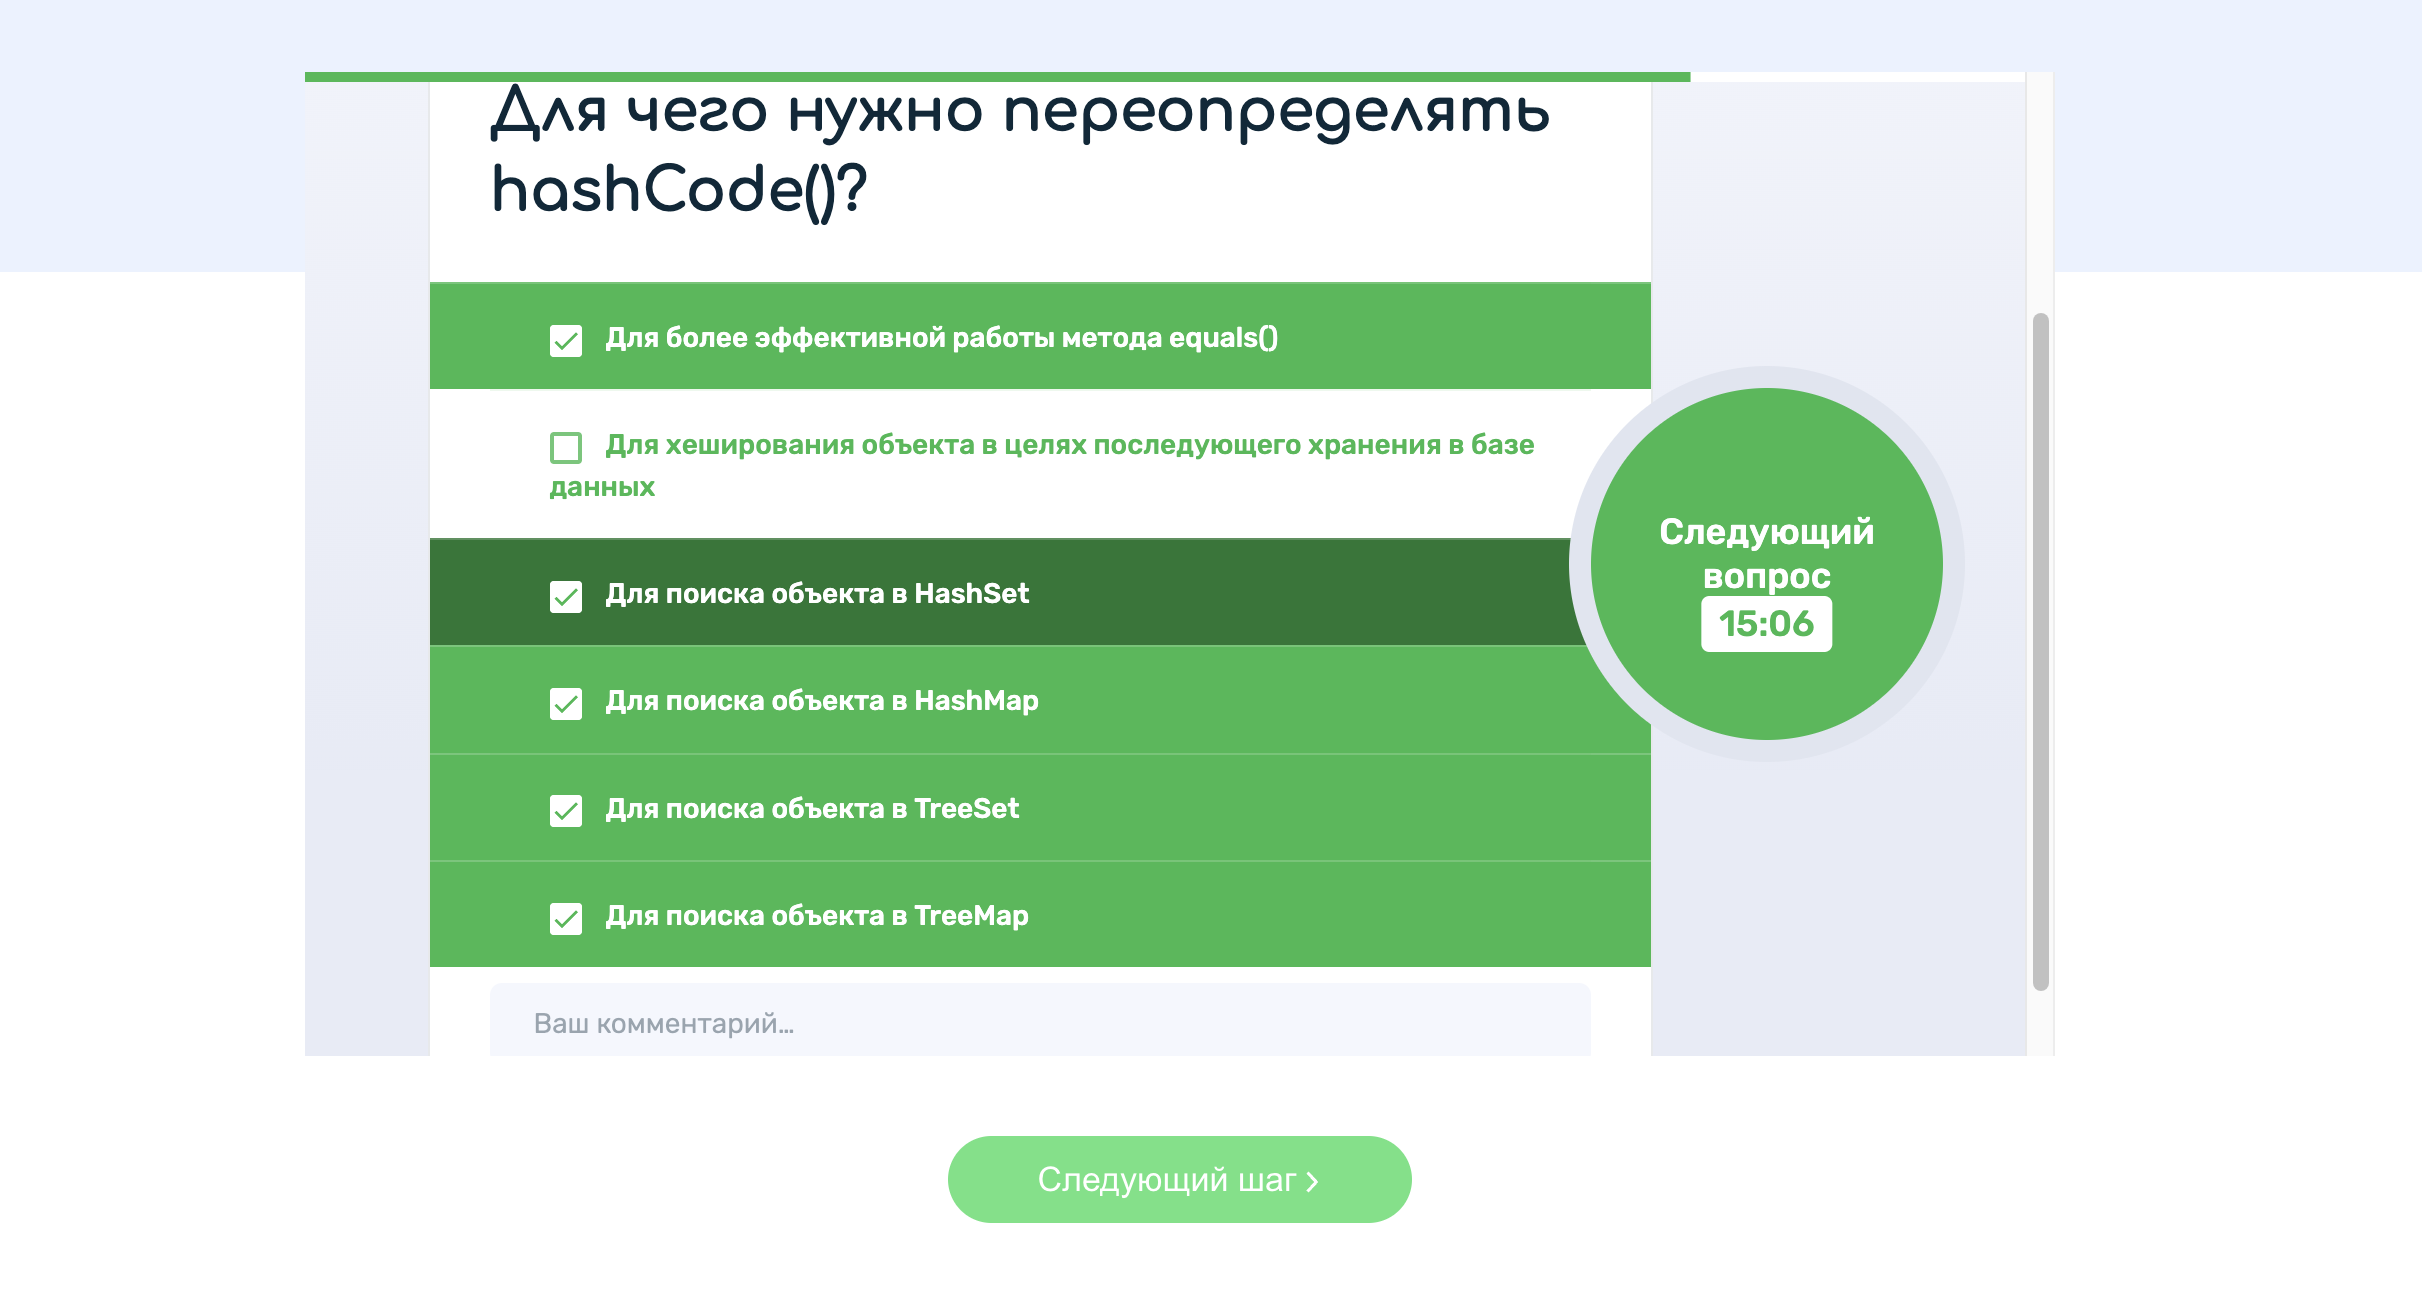 Для чего нужно переопределять
hashCode()?
Для более эффективной работы метода equals()
Для хеширования объекта в целях последующего хранения в базе
данных
Для поиска объекта в HashSet
Для поиска объекта в HashMap
Для поиска объекта в TreeSet
Для поиска объекта в TreeMap
Следующий
вопрос
15:06
Ваш комментарий...
Следующий шаг ›